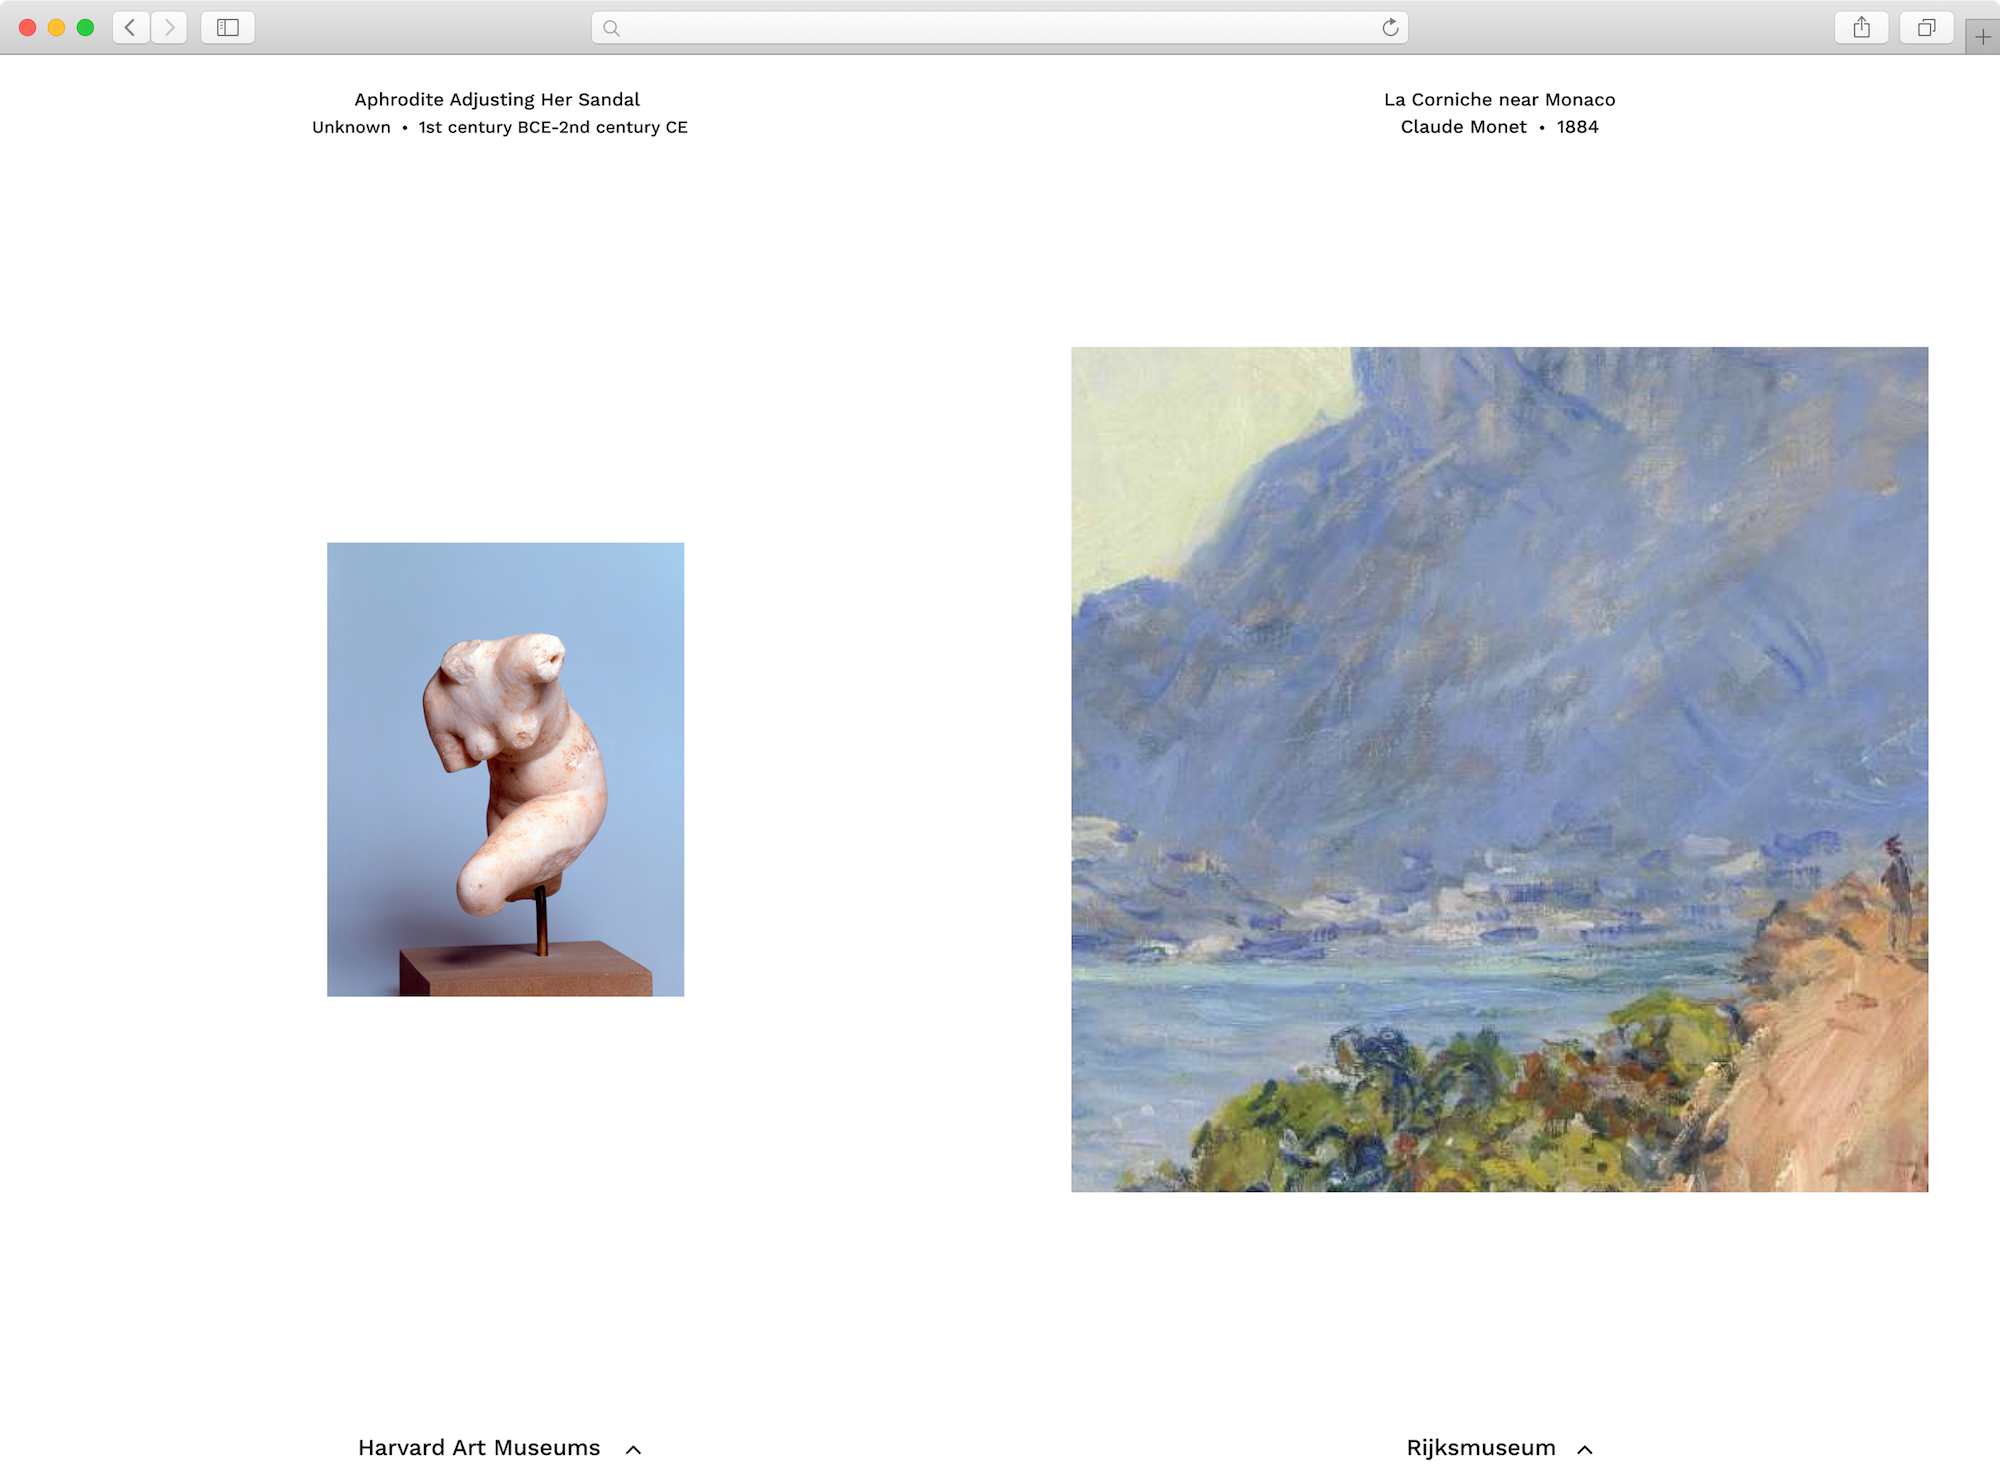 Aphrodite Adjusting Her Sandal
Unknown • 1st century BCE-2nd century CE
La Corniche near Monaco
Claude Monet • 1884
Harvard Art Museums
Rijksmuseum